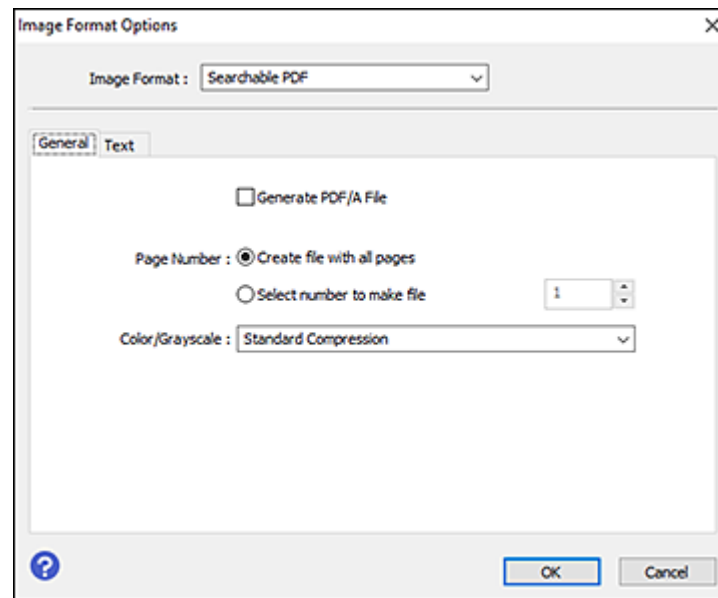 Image Format Options
Image Format : Searchable PDF
General Text
Generate PDF/A File
Page Number : Create file with all pages
Select number to make file 1
Color/Grayscale : Standard Compression
? OK Cancel